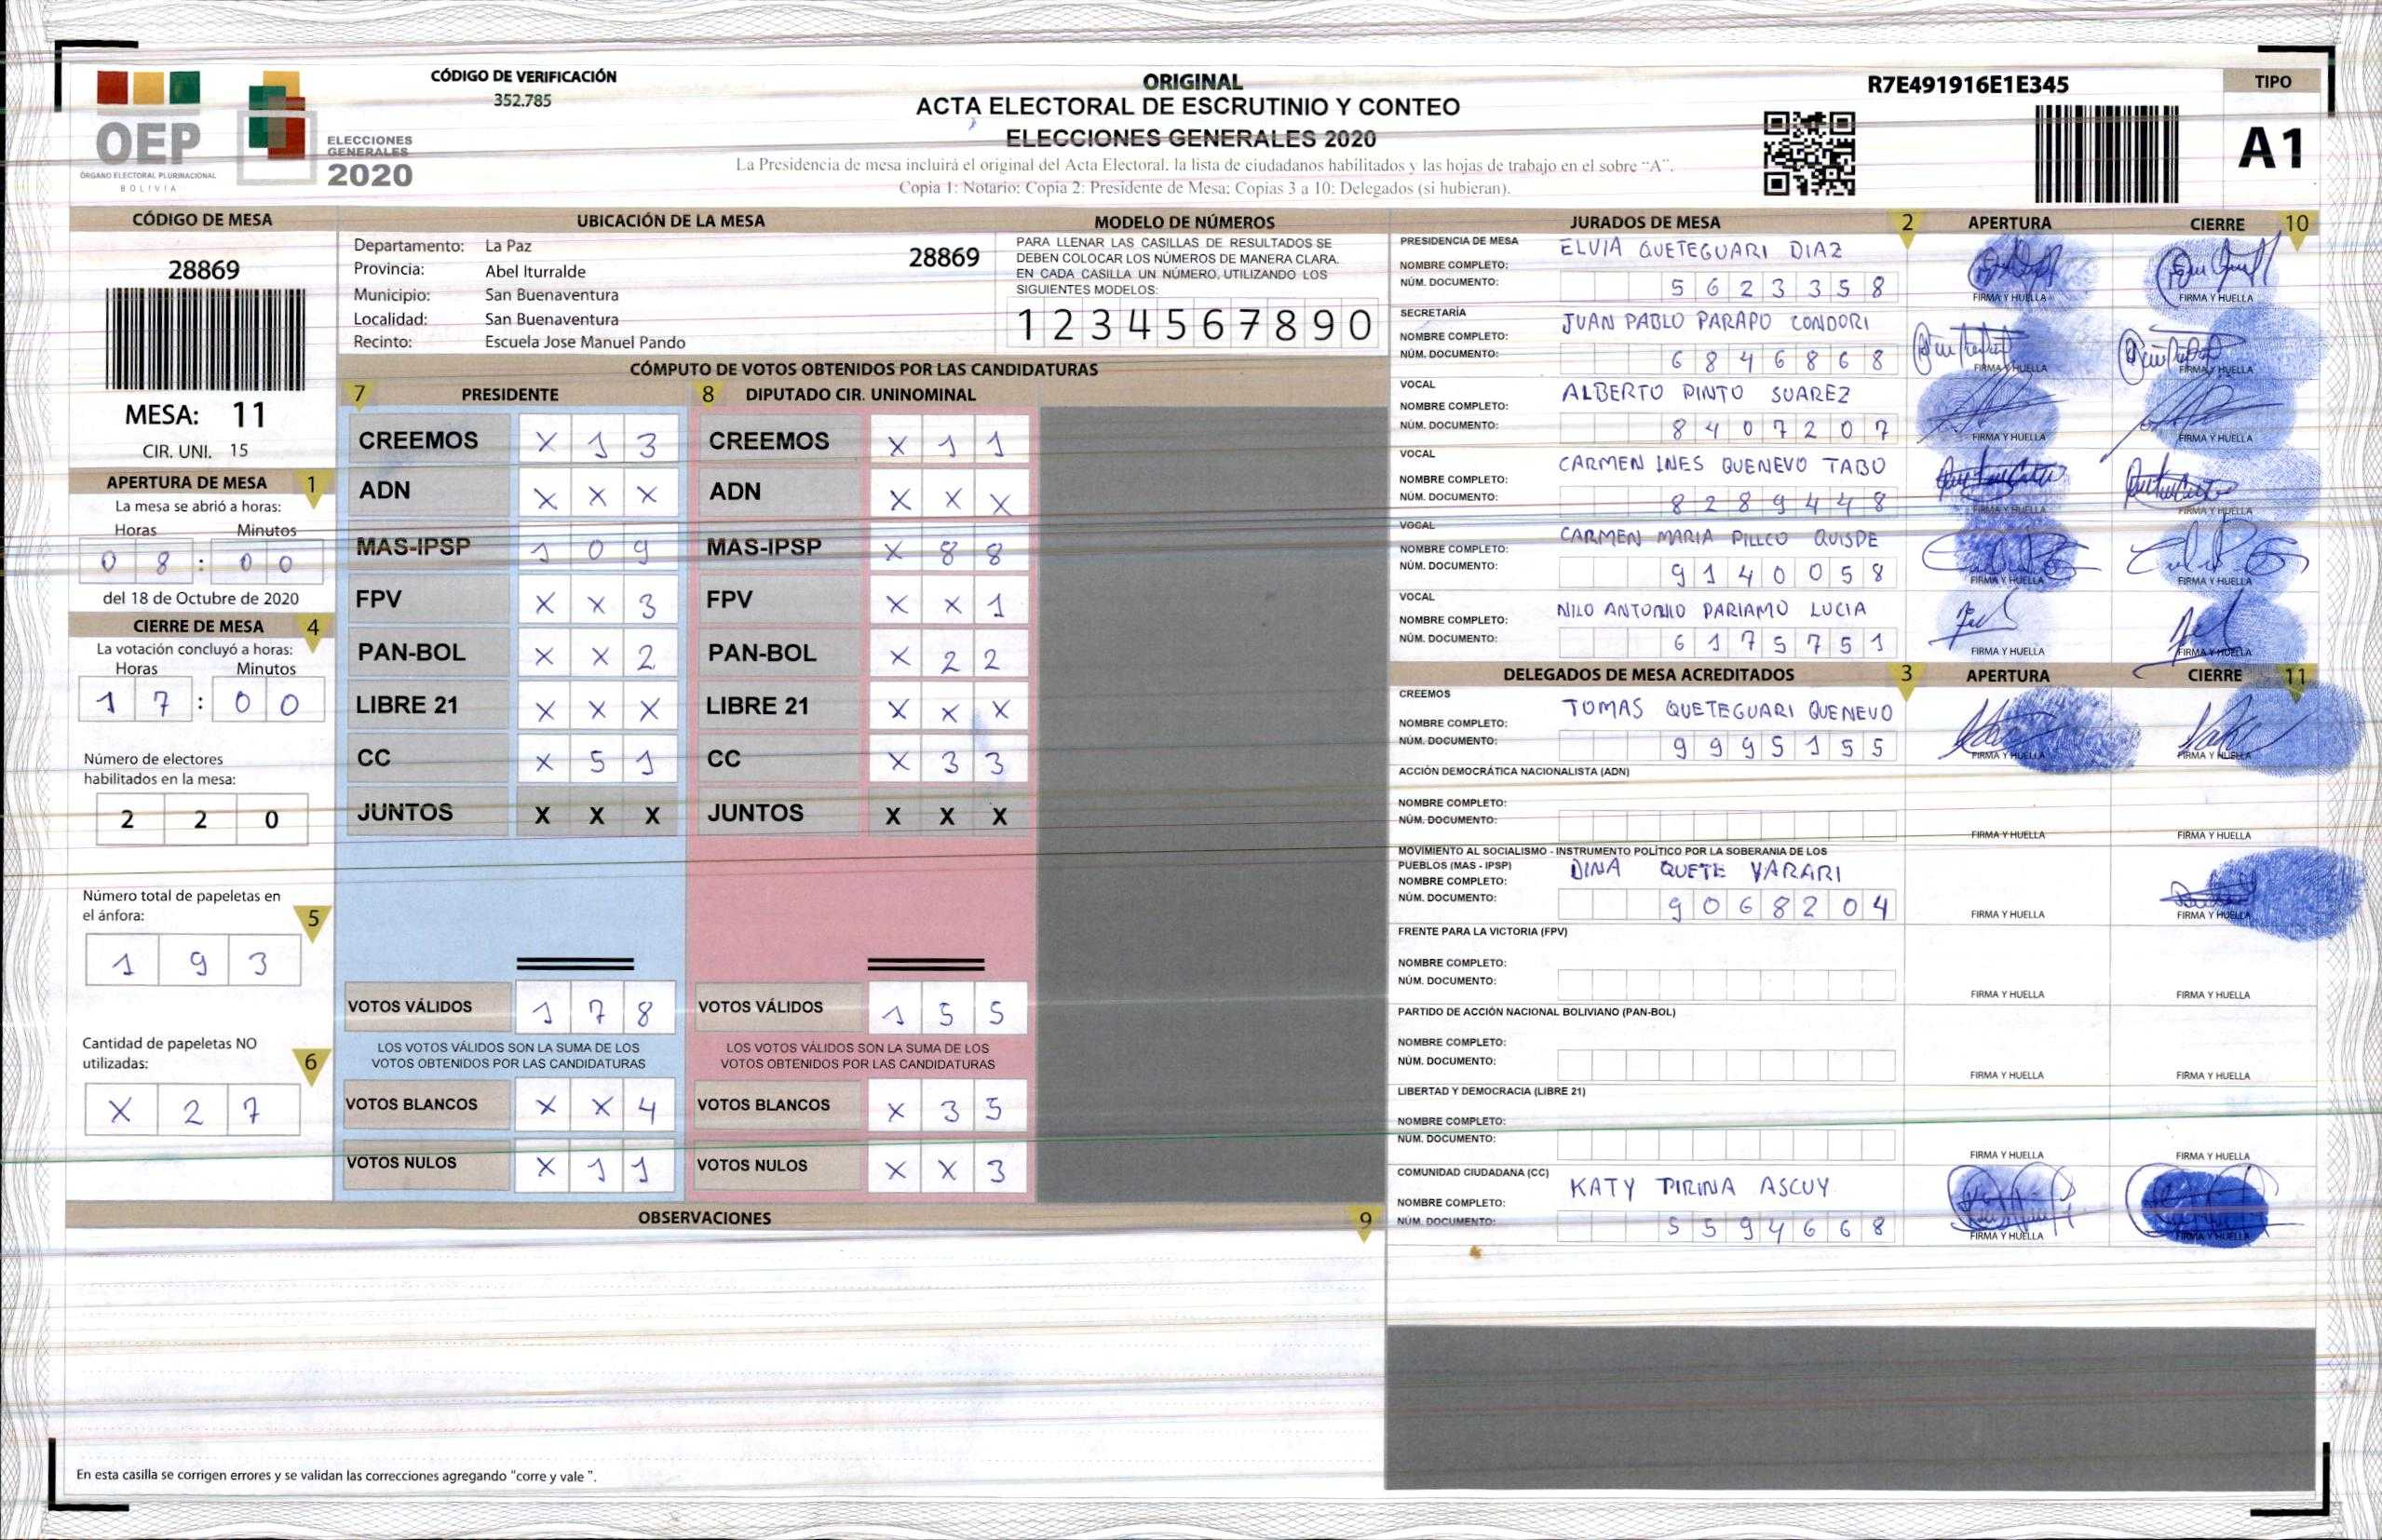 OEP
ÓRGANO ELECTORAL PLURINACIONAL
BOLIVIA
ELECCIONES
GENERALES
2020
CÓDIGO DE VERIFICACIÓN
352.785
ORIGINAL
ACTA ELECTORAL DE ESCRUTINIO Y CONTEO
ELECCIONES GENERALES 2020
La Presidencia de mesa incluirá el original del Acta Electoral, la lista de ciudadanos habilitados y las hojas de trabajo en el sobre “A”.
Copia 1: Notario; Copia 2: Presidente de Mesa; Copias 3 a 10: Delegados (si hubieran).
R7E491916E1E345
TIPO
A1
CÓDIGO DE MESA
28869
MESA: 11
CIR. UNI. 15
APERTURA DE MESA 1
La mesa se abrió a horas:
Horas Minutos
0 8 : 0 0
del 18 de Octubre de 2020
CIERRE DE MESA 4
La votación concluyó a horas:
Horas Minutos
1 7 : 0 0
Número de electores
habilitados en la mesa:
2 2 0
Número total de papeletas en
el ánfora: 5
1 9 3
Cantidad de papeletas NO
utilizadas: 6
X 2 7
UBICACIÓN DE LA MESA
Departamento: La Paz
28869
Provincia: Abel Iturralde
Municipio: San Buenaventura
Localidad: San Buenaventura
Recinto: Escuela Jose Manuel Pando
MODELO DE NÚMEROS
PARA LLENAR LAS CASILLAS DE RESULTADOS SE
DEBEN COLOCAR LOS NÚMEROS DE MANERA CLARA.
EN CADA CASILLA UN NÚMERO, UTILIZANDO LOS
SIGUIENTES MODELOS:
1 2 3 4 5 6 7 8 9 0
CÓMPUTO DE VOTOS OBTENIDOS POR LAS CANDIDATURAS
7 PRESIDENTE
CREEMOS X 1 3
ADN X X X
MAS-IPSP 1 0 9
FPV X X 3
PAN-BOL X X 2
LIBRE 21 X X X
CC X 5 1
JUNTOS X X X
VOTOS VÁLIDOS 1 7 8
LOS VOTOS VÁLIDOS SON LA SUMA DE LOS
VOTOS OBTENIDOS POR LAS CANDIDATURAS
VOTOS BLANCOS X X 4
VOTOS NULOS X 1 1
8 DIPUTADO CIR. UNINOMINAL
CREEMOS X 1 1
ADN X X X
MAS-IPSP X 8 8
FPV X X 1
PAN-BOL X 2 2
LIBRE 21 X X X
CC X 3 3
JUNTOS X X X
VOTOS VÁLIDOS 1 5 5
LOS VOTOS VÁLIDOS SON LA SUMA DE LOS
VOTOS OBTENIDOS POR LAS CANDIDATURAS
VOTOS BLANCOS X 3 5
VOTOS NULOS X X 3
OBSERVACIONES 9
En esta casilla se corrigen errores y se validan las correcciones agregando "corre y vale ".
JURADOS DE MESA 2 APERTURA CIERRE 10
PRESIDENCIA DE MESA
NOMBRE COMPLETO: ELVIA QUETEGUARI DIAZ
NÚM. DOCUMENTO: 5 6 2 3 3 5 8
FIRMA Y HUELLA FIRMA Y HUELLA
SECRETARÍA
NOMBRE COMPLETO: JUAN PABLO PARAPO CONDORI
NÚM. DOCUMENTO: 6 8 4 6 8 6 8
FIRMA Y HUELLA FIRMA Y HUELLA
VOCAL
NOMBRE COMPLETO: ALBERTO PINTO SUAREZ
NÚM. DOCUMENTO: 8 4 0 7 2 0 7
FIRMA Y HUELLA FIRMA Y HUELLA
VOCAL
NOMBRE COMPLETO: CARMEN INES QUENEVO TABO
NÚM. DOCUMENTO: 8 2 8 9 4 4 8
FIRMA Y HUELLA FIRMA Y HUELLA
VOCAL
NOMBRE COMPLETO: CARMEN MARIA PILLCO QUISPE
NÚM. DOCUMENTO: 9 1 4 0 0 5 8
FIRMA Y HUELLA FIRMA Y HUELLA
VOCAL
NOMBRE COMPLETO: NILO ANTONIO PARIAMO LUCIA
NÚM. DOCUMENTO: 6 1 7 5 7 5 1
FIRMA Y HUELLA FIRMA Y HUELLA
DELEGADOS DE MESA ACREDITADOS 3 APERTURA CIERRE 11
CREEMOS
NOMBRE COMPLETO: TOMAS QUETEGUARI QUENEVO
NÚM. DOCUMENTO: 9 9 9 5 1 5 5
FIRMA Y HUELLA FIRMA Y HUELLA
ACCIÓN DEMOCRÁTICA NACIONALISTA (ADN)
NOMBRE COMPLETO:
NÚM. DOCUMENTO:
FIRMA Y HUELLA FIRMA Y HUELLA
MOVIMIENTO AL SOCIALISMO - INSTRUMENTO POLÍTICO POR LA SOBERANIA DE LOS
PUEBLOS (MAS - IPSP)
NOMBRE COMPLETO: DINA QUETE YARARI
NÚM. DOCUMENTO: 9 0 6 8 2 0 4
FIRMA Y HUELLA FIRMA Y HUELLA
FRENTE PARA LA VICTORIA (FPV)
NOMBRE COMPLETO:
NÚM. DOCUMENTO:
FIRMA Y HUELLA FIRMA Y HUELLA
PARTIDO DE ACCIÓN NACIONAL BOLIVIANO (PAN-BOL)
NOMBRE COMPLETO:
NÚM. DOCUMENTO:
FIRMA Y HUELLA FIRMA Y HUELLA
LIBERTAD Y DEMOCRACIA (LIBRE 21)
NOMBRE COMPLETO:
NÚM. DOCUMENTO:
FIRMA Y HUELLA FIRMA Y HUELLA
COMUNIDAD CIUDADANA (CC)
NOMBRE COMPLETO: KATY PIRINA ASCUY
NÚM. DOCUMENTO: 5 5 9 4 6 6 8
FIRMA Y HUELLA FIRMA Y HUELLA